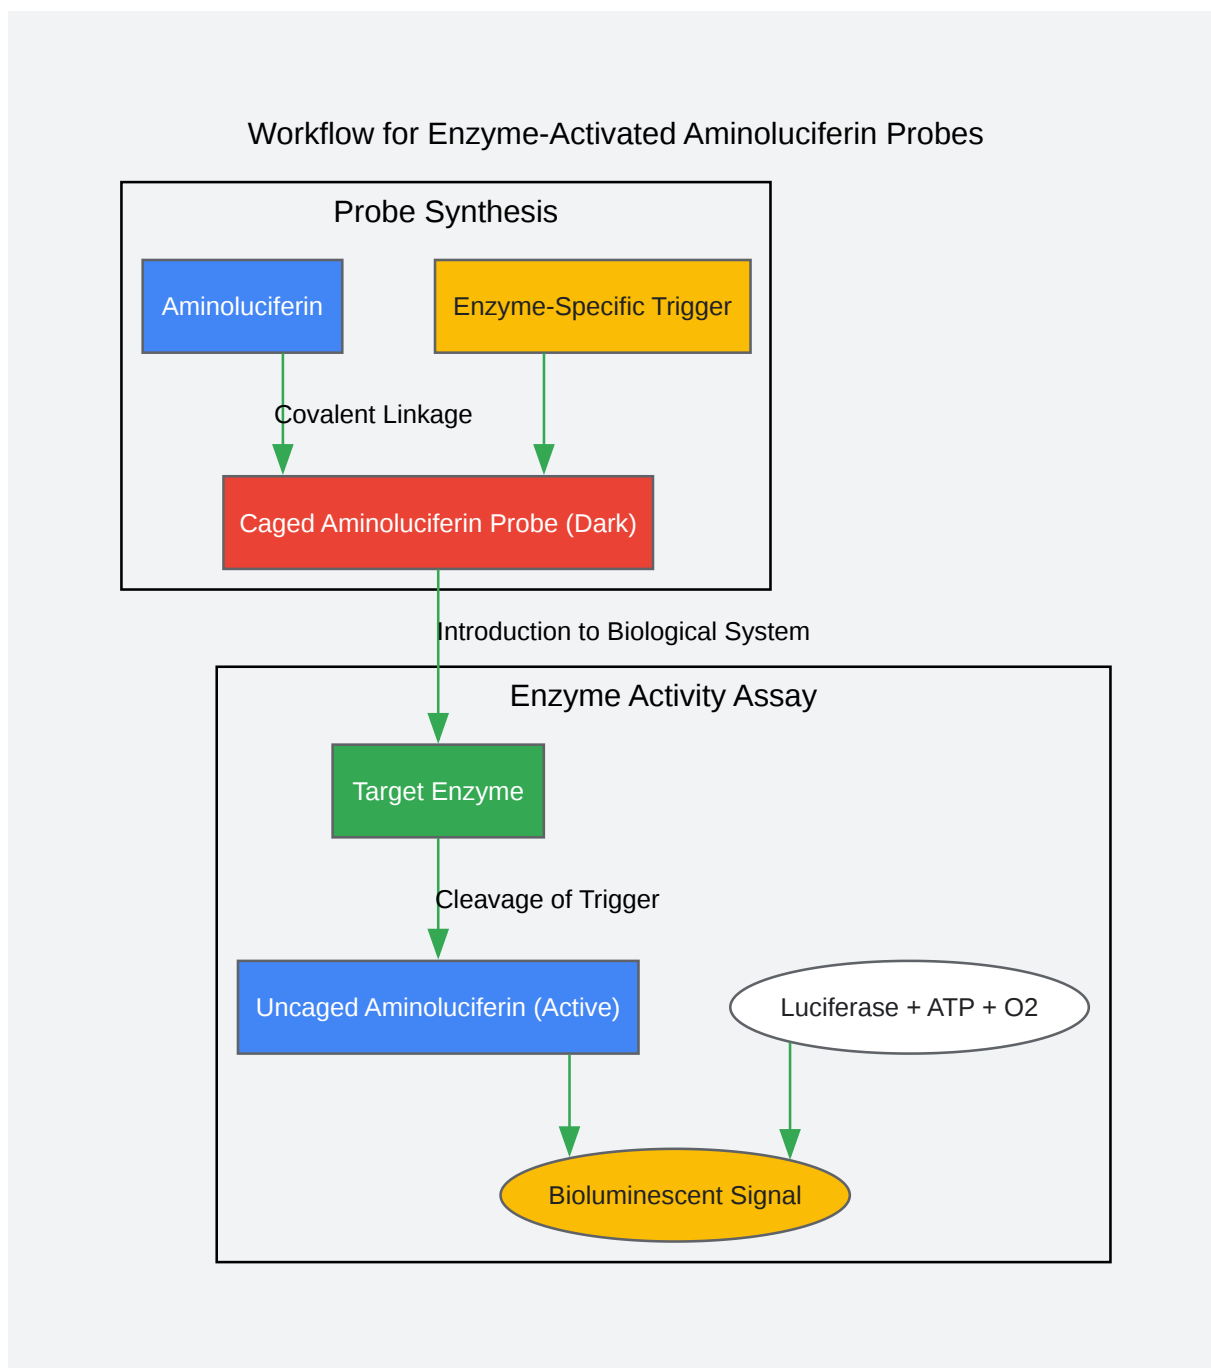 Workflow for Enzyme-Activated Aminoluciferin Probes
Probe Synthesis
Aminoluciferin
Enzyme-Specific Trigger
Covalent Linkage
Caged Aminoluciferin Probe (Dark)
Introduction to Biological System
Enzyme Activity Assay
Target Enzyme
Cleavage of Trigger
Uncaged Aminoluciferin (Active)
Luciferase + ATP + O2
Bioluminescent Signal